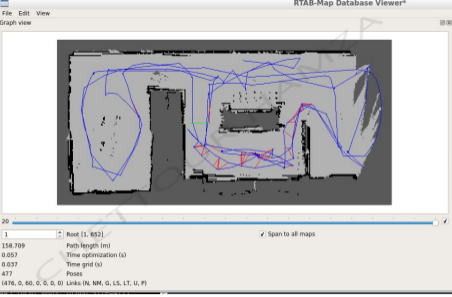 RTAB-Map Database Viewer*
File Edit View
Graph view
20
1 Root [1, 652] Span to all maps
158.709 Path length (m)
0.057 Time optimization (s)
0.037 Time grid (s)
477 Poses
(476, 0, 60, 0, 0, 0, 0) Links (N, NM, G, LS, LT, U, P)